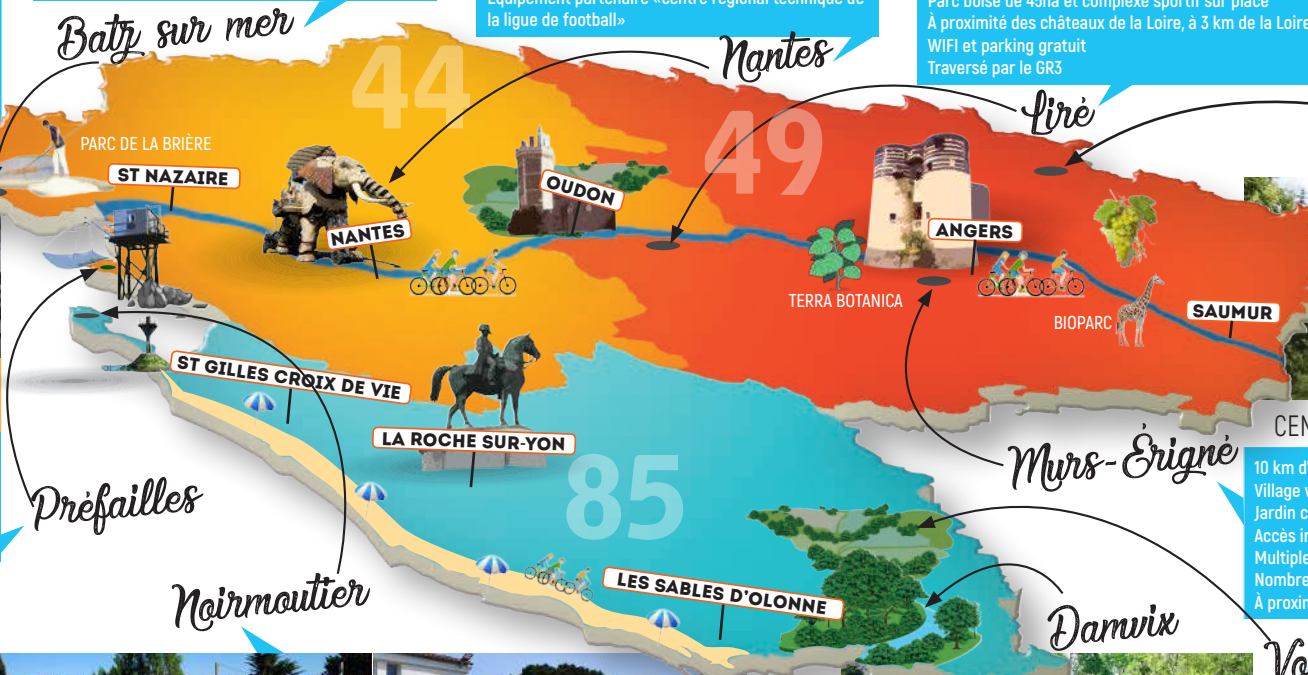 Équipement partenaire «centre régional technique de
la ligue de football»
Parc boisé de 45ha et complexe sportif sur place
À proximité des châteaux de la Loire, à 3 km de la Loire
WIFI et parking gratuit
Traversé par le GR3
Batz sur mer
Nantes
Liré
44
49
PARC DE LA BRIÈRE
ST NAZAIRE
OUDON
NANTES
ANGERS
TERRA BOTANICA
BIOPARC
SAUMUR
ST GILLES CROIX DE VIE
LA ROCHE SUR-YON
85
Préfailles
Murs-Érigné
CEN
10 km d'
Village v
Jardin c
Accès in
Multiple
Nombre
À proxim
Noirmoutier
LES SABLES D'OLONNE
Damvix
Vo